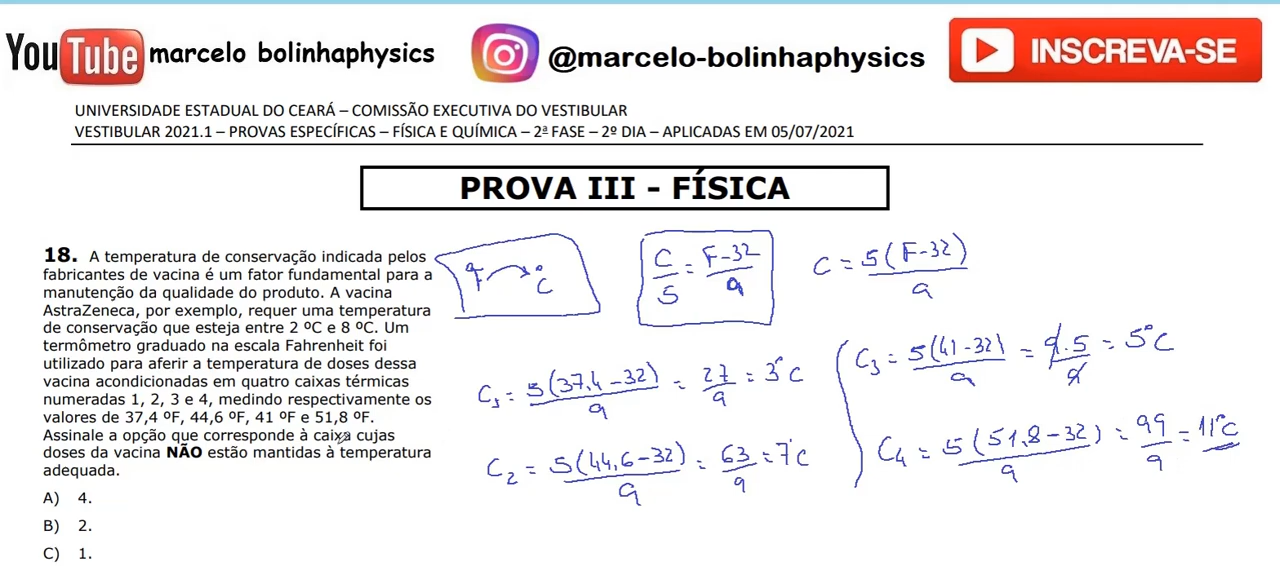 YouTube marcelo bolinhaphysics @marcelo-bolinhaphysics INSCREVA-SE
UNIVERSIDADE ESTADUAL DO CEARÁ – COMISSÃO EXECUTIVA DO VESTIBULAR
VESTIBULAR 2021.1 – PROVAS ESPECÍFICAS – FÍSICA E QUÍMICA – 2ª FASE – 2º DIA – APLICADAS EM 05/07/2021
PROVA III - FÍSICA
18. A temperatura de conservação indicada pelos
fabricantes de vacina é um fator fundamental para a
manutenção da qualidade do produto. A vacina
AstraZeneca, por exemplo, requer uma temperatura
de conservação que esteja entre 2 ºC e 8 ºC. Um
termômetro graduado na escala Fahrenheit foi
utilizado para aferir a temperatura de doses dessa
vacina acondicionadas em quatro caixas térmicas
numeradas 1, 2, 3 e 4, medindo respectivamente os
valores de 37,4 ºF, 44,6 ºF, 41 ºF e 51,8 ºF.
Assinale a opção que corresponde à caixa cujas
doses da vacina NÃO estão mantidas à temperatura
adequada.
A) 4.
B) 2.
C) 1.
°F → °C
C/5 = F-32/9
C = 5(F-32)/9
C₁ = 5(37,4-32)/9 = 27/9 = 3°C
C₂ = 5(44,6-32)/9 = 63/9 = 7°C
C₃ = 5(41-32)/9 = 9.5/9 = 5°C
C₄ = 5(51,8-32)/9 = 99/9 = 11°C